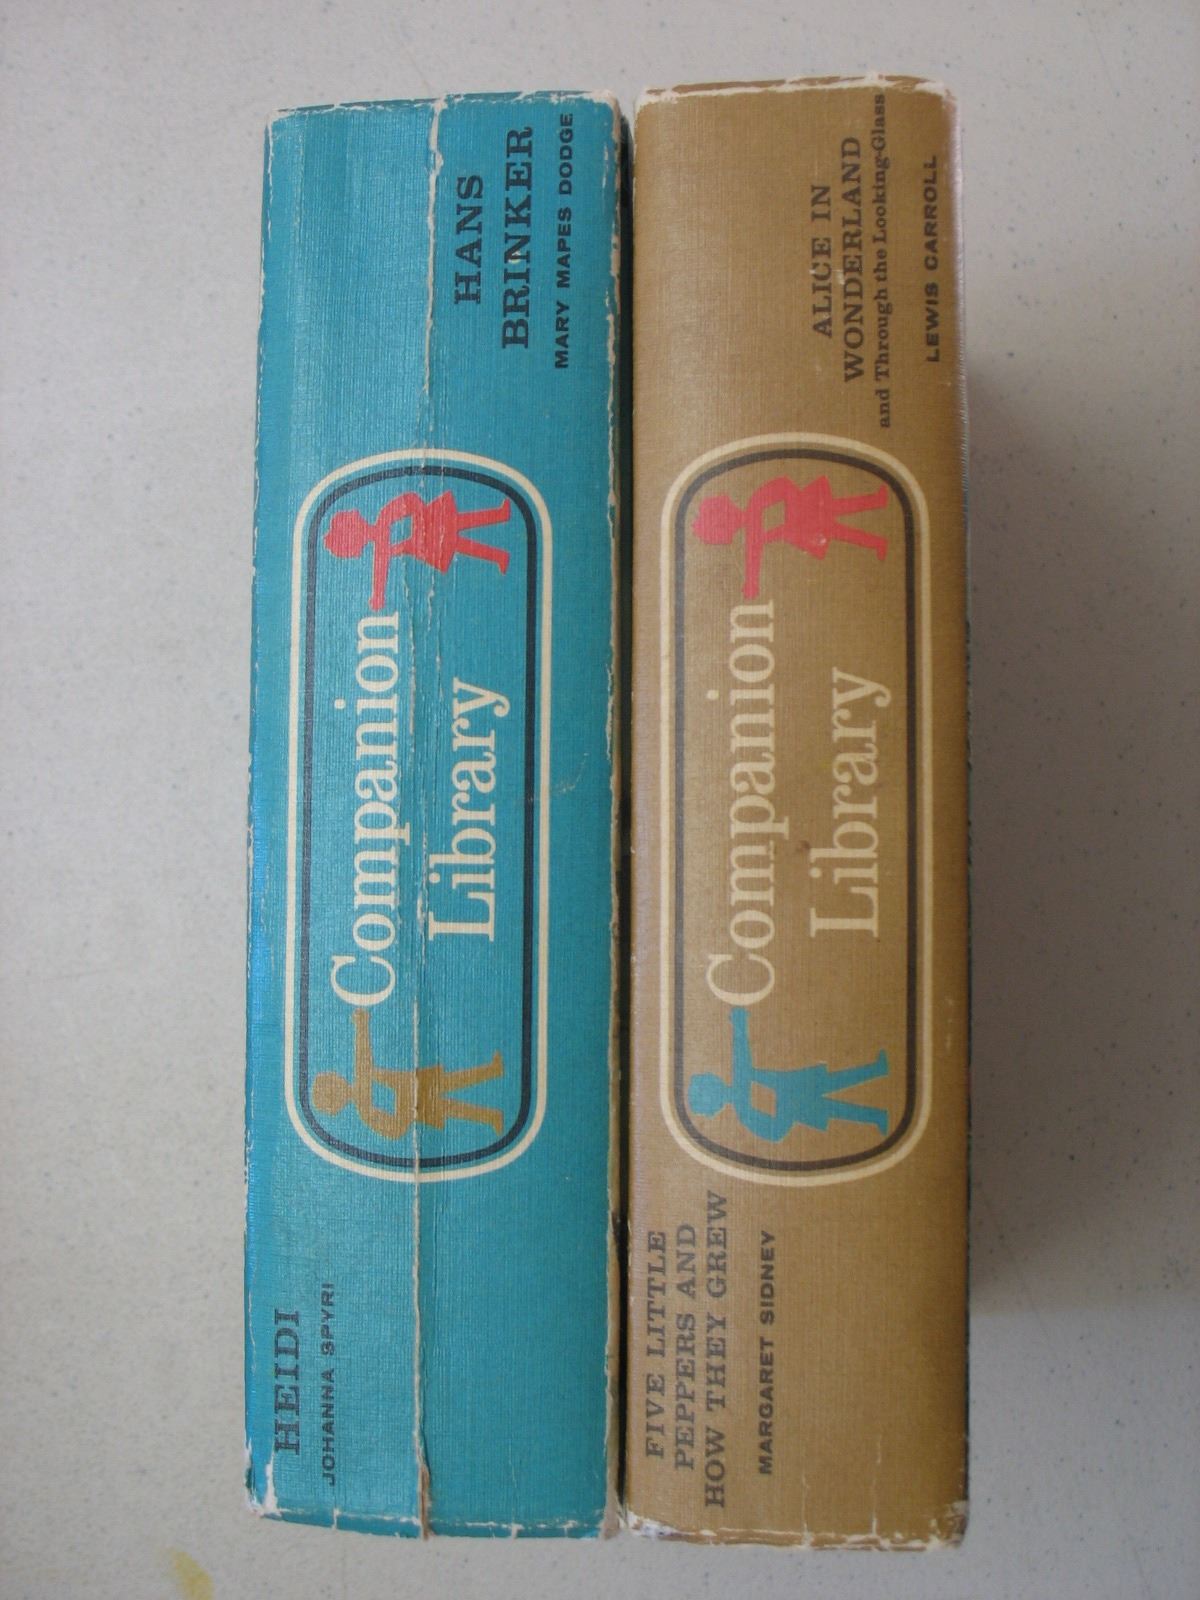 HEIDI
JOHANNA SPYRI
Companion
Library
HANS
BRINKER
MARY MAPES DODGE
FIVE LITTLE
PEPPERS AND
HOW THEY GREW
MARGARET SIDNEY
Companion
Library
ALICE IN
WONDERLAND
and Through the Looking-Glass
LEWIS CARROLL